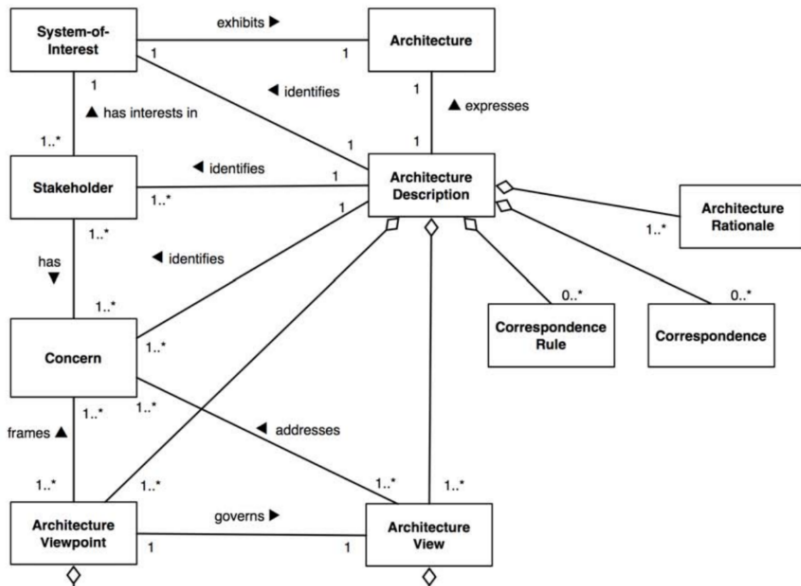 System-of-
Interest
exhibits ▶
Architecture
1
1
1
1
◀ identifies
▲ has interests in
▲ expresses
1..*
1
1
Stakeholder
◀ identifies
1
1..*
Architecture
Description
1..*
1
Architecture
Rationale
1..*
has
▼
◀ identifies
1..*
1..*
0..*
0..*
Concern
Correspondence
Rule
Correspondence
1..*
1..*
frames ▲
◀ addresses
1..*
1..*
1..*
1..*
Architecture
Viewpoint
governs ▶
1
1
Architecture
View